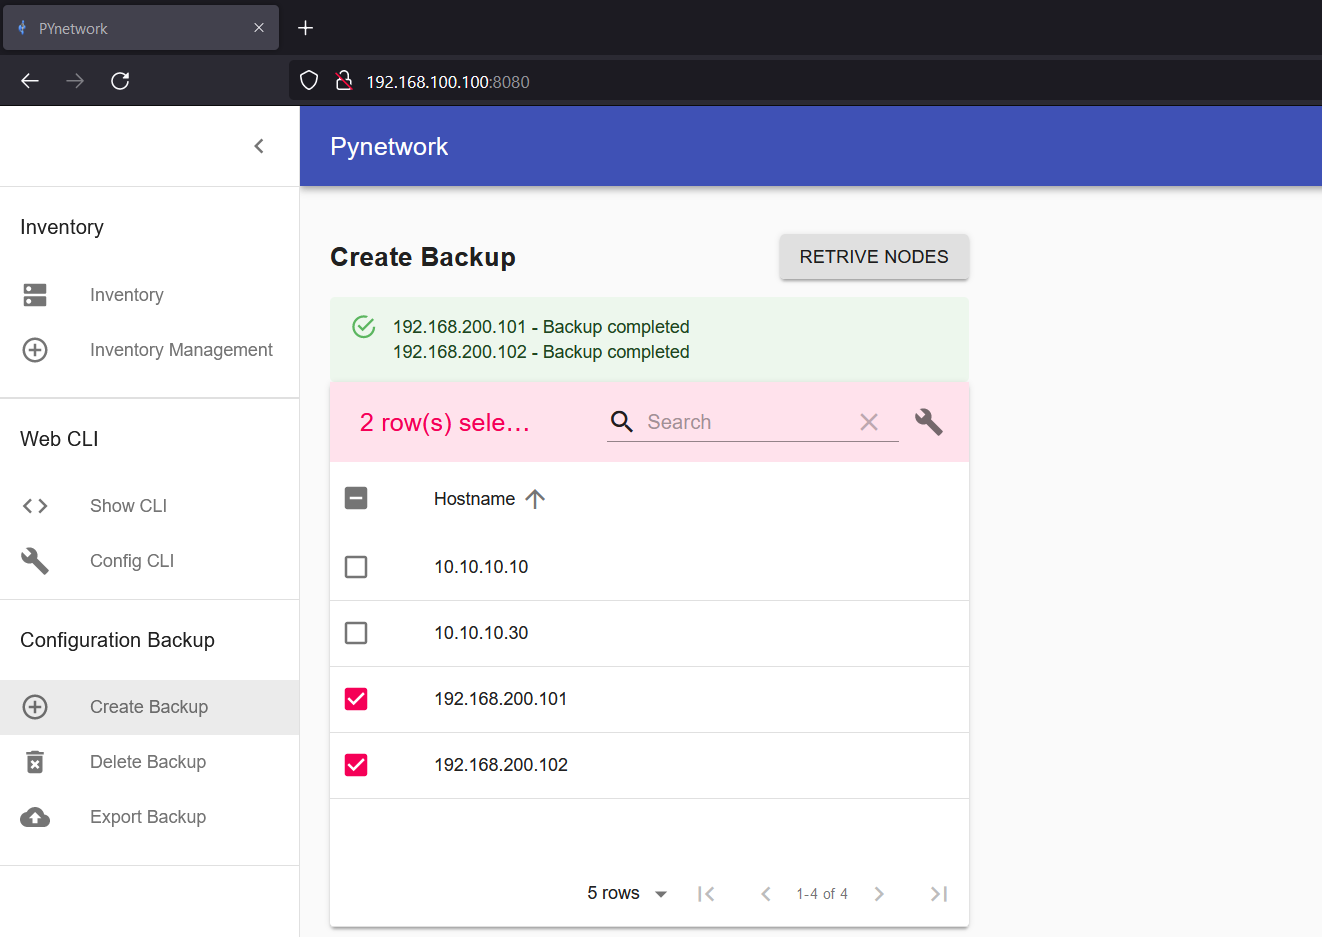 PYnetwork
192.168.100.100:8080
Pynetwork
Inventory
Inventory
Inventory Management
Web CLI
Show CLI
Config CLI
Configuration Backup
Create Backup
Delete Backup
Export Backup
Create Backup
RETRIVE NODES
192.168.200.101 - Backup completed
192.168.200.102 - Backup completed
2 row(s) sele…
Search
Hostname
10.10.10.10
10.10.10.30
192.168.200.101
192.168.200.102
5 rows
1-4 of 4